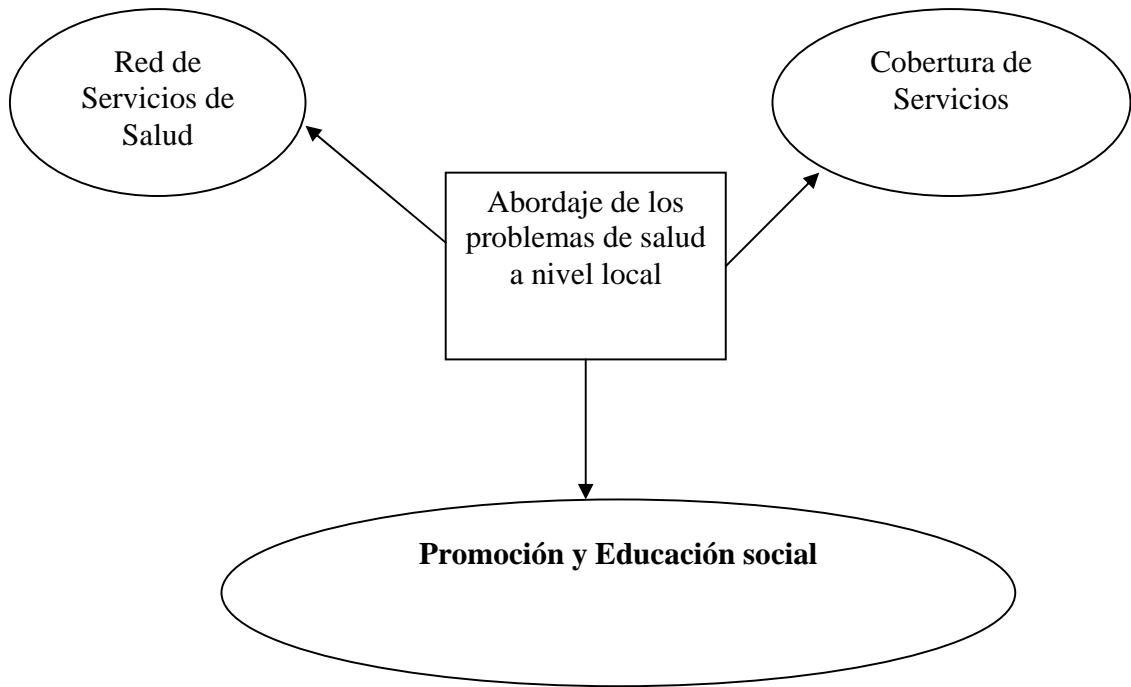 Red de
Servicios de
Salud
Cobertura de
Servicios
Abordaje de los
problemas de salud
a nivel local
Promoción y Educación social